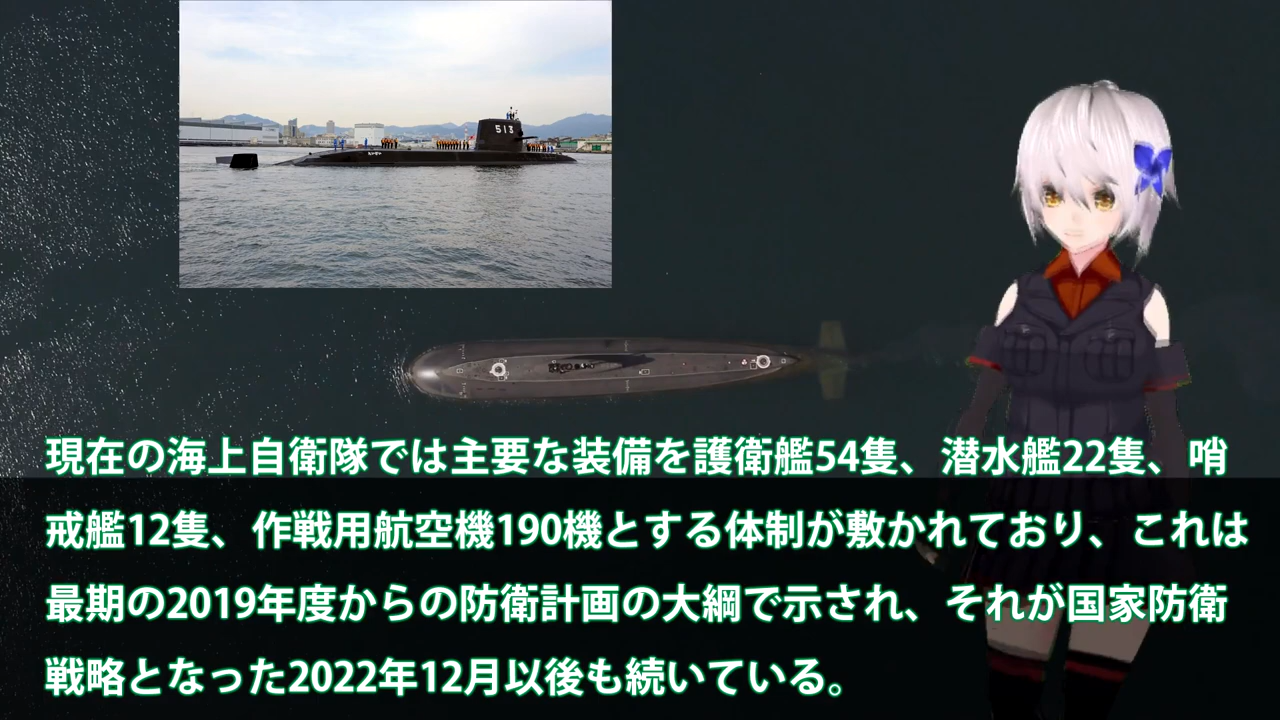 513
現在の海上自衛隊では主要な装備を護衛艦54隻、潜水艦22隻、哨
戒艦12隻、作戦用航空機190機とする体制が敷かれており、これは
最期の2019年度からの防衛計画の大綱で示され、それが国家防衛
戦略となった2022年12月以後も続いている。